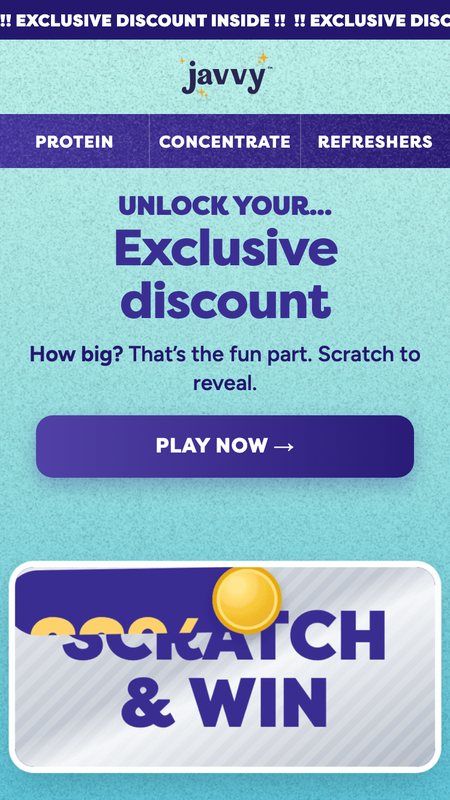 !! EXCLUSIVE DISCOUNT INSIDE !! !! EXCLUSIVE DISC
javvy™
PROTEIN
CONCENTRATE
REFRESHERS
UNLOCK YOUR...
Exclusive
discount
How big? That's the fun part. Scratch to
reveal.
PLAY NOW →
SCRATCH
& WIN